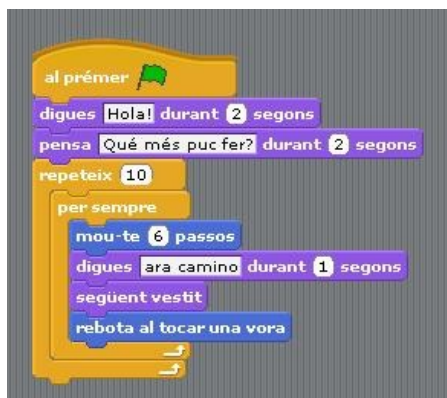 al prémer
digues Hola! durant 2 segons
pensa Qué més puc fer? durant 2 segons
repeteix 10
per sempre
mou-te 6 passos
digues ara camino durant 1 segons
següent vestit
rebota al tocar una vora